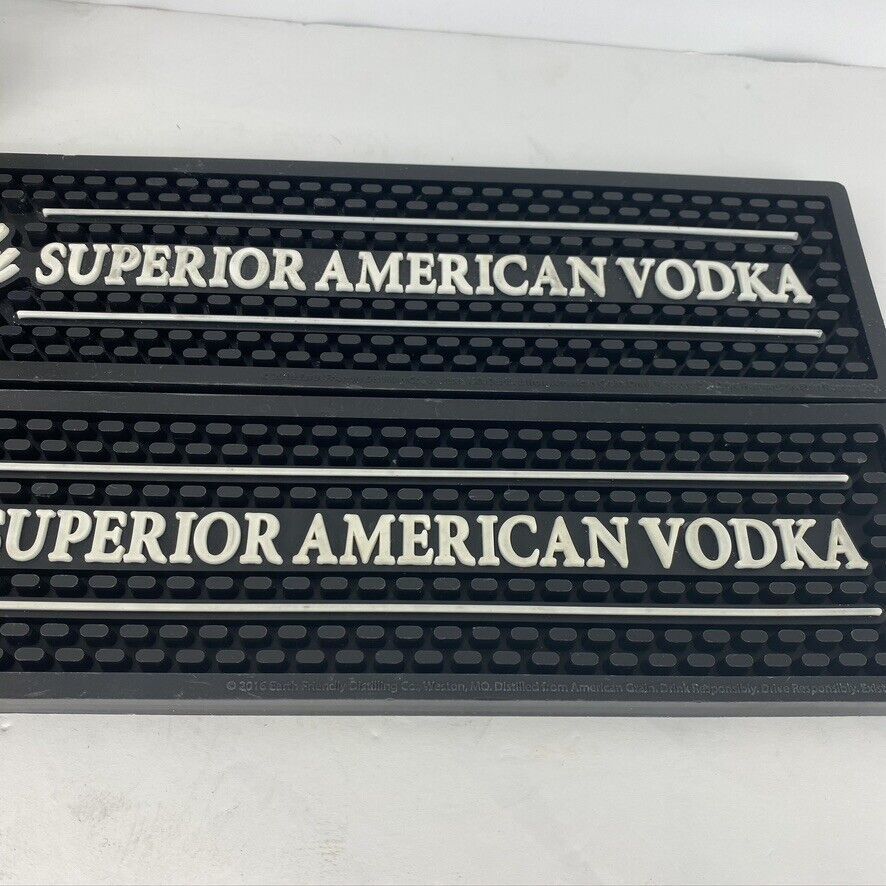 SUPERIOR AMERICAN VODKA
SUPERIOR AMERICAN VODKA
© 2016 Earth Friendly Distilling Co., Weston, MO. Distilled from American Grain. Drink Responsibly. Drive Responsibly. Exist